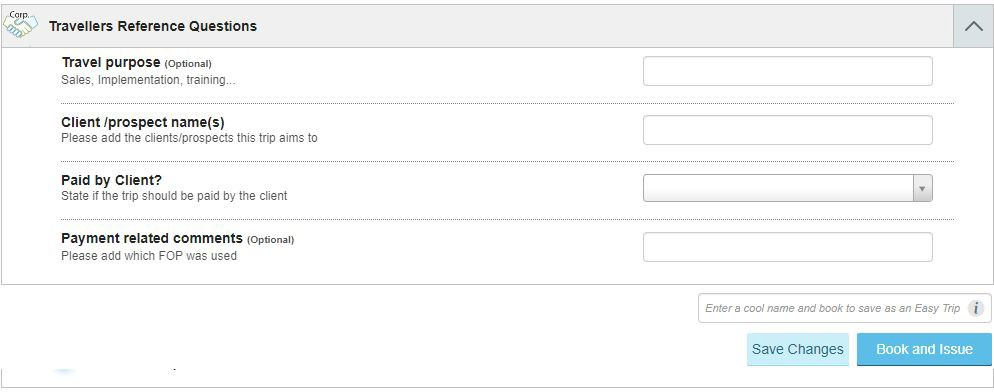 Corp.
Travellers Reference Questions
Travel purpose (Optional)
Sales, Implementation, training...
Client /prospect name(s)
Please add the clients/prospects this trip aims to
Paid by Client?
State if the trip should be paid by the client
Payment related comments (Optional)
Please add which FOP was used
Enter a cool name and book to save as an Easy Trip i
Save Changes Book and Issue